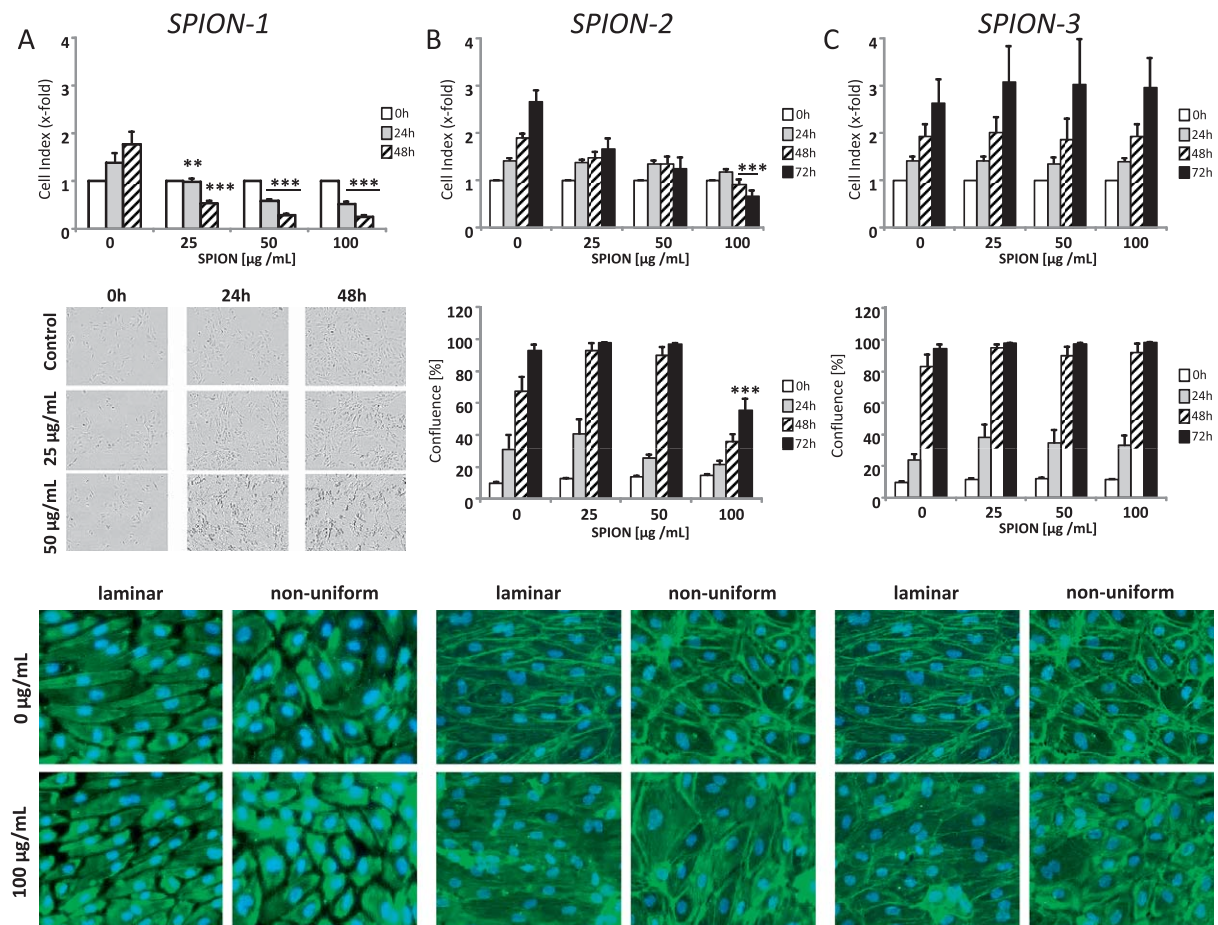 SPION-1
SPION-2
SPION-3
A
Cell Index (x-fold)
4
3
2
1
0
** *** *** ***
0 25 50 100
SPION [µg /mL]
0h
24h
48h
B
Cell Index (x-fold)
4
3
2
1
0
***
0 25 50 100
SPION [µg /mL]
0h
24h
48h
72h
C
Cell Index (x-fold)
4
3
2
1
0
0 25 50 100
SPION [µg /mL]
0h
24h
48h
72h
0h 24h 48h
Control
25 µg/mL
50 µg/mL
Confluence [%]
120
100
80
60
40
20
0
***
0 25 50 100
SPION [µg /mL]
0h
24h
48h
72h
Confluence [%]
120
100
80
60
40
20
0
0 25 50 100
SPION [µg /mL]
0h
24h
48h
72h
laminar non-uniform laminar non-uniform laminar non-uniform
0 µg/mL
100 µg/mL